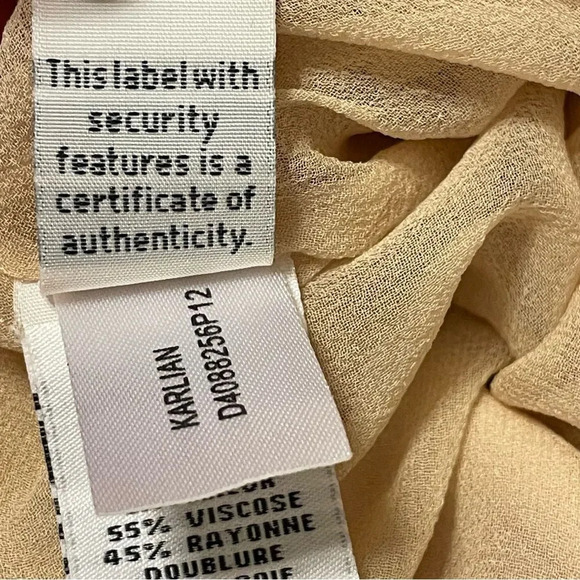 This label with
security
features is a
certificate of
authenticity.
KARLIAN
D4088256P12
55% VISCOSE
45% RAYONNE
DOUBLURE